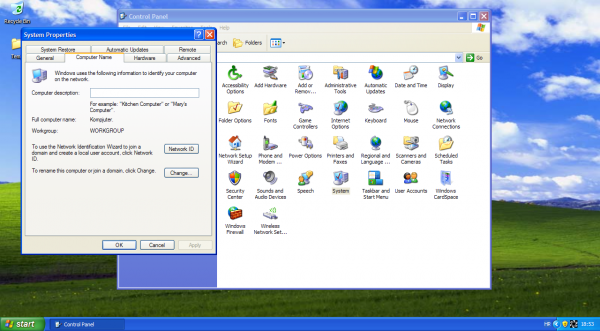 Recycle Bin
System Properties
System Restore
Automatic Updates
Remote
General
Computer Name
Hardware
Advanced
Windows uses the following information to identify your computer
on the network.
Computer description:
For example: "Kitchen Computer" or "Mary's
Computer".
Full computer name:
Kompjuter.
Workgroup:
WORKGROUP
To use the Network Identification Wizard to join a
domain and create a local user account, click Network
ID.
Network ID
To rename this computer or join a domain, click Change.
Change...
OK
Cancel
Apply
Control Panel
Help
Folders
Go
Accessibility
Options
Add Hardware
Add or
Remov...
Administrative
Tools
Automatic
Updates
Date and Time
Display
Folder Options
Fonts
Game
Controllers
Internet
Options
Keyboard
Mouse
Network
Connections
Network Setup
Wizard
Phone and
Modem ...
Power Options
Printers and
Faxes
Regional and
Language ...
Scanners and
Cameras
Scheduled
Tasks
Security
Center
Sounds and
Audio Devices
Speech
System
Taskbar and
Start Menu
User Accounts
Windows
CardSpace
Windows
Firewall
Wireless
Network Set...
start
Control Panel
HR
18:53